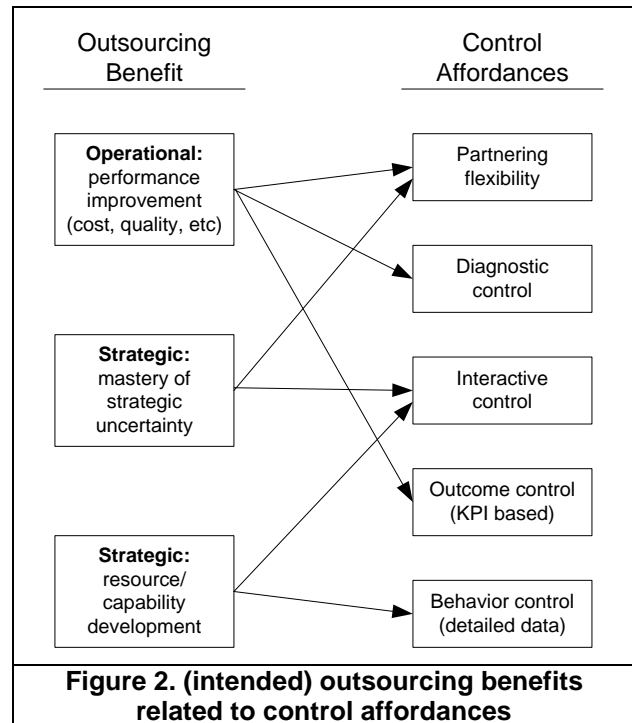 Outsourcing
Benefit
Control
Affordances
Operational:
performance
improvement
(cost, quality, etc)
Partnering
flexibility
Diagnostic
control
Strategic:
mastery of
strategic
uncertainty
Interactive
control
Outcome control
(KPI based)
Strategic:
resource/
capability
development
Behavior control
(detailed data)
Figure 2. (intended) outsourcing benefits
related to control affordances